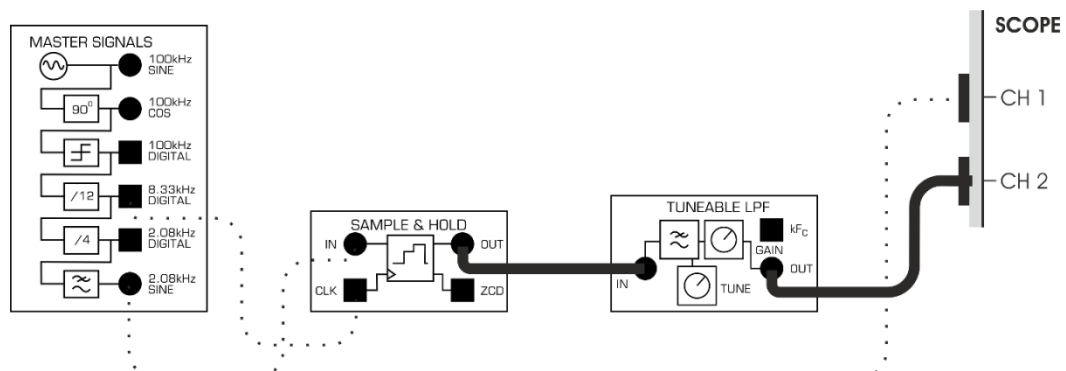 MASTER SIGNALS
100kHz
SINE
90⁰
100kHz
COS
100kHz
DIGITAL
/12
8.33kHz
DIGITAL
/4
2.08kHz
DIGITAL
2.08kHz
SINE
SAMPLE & HOLD
IN
OUT
CLK
ZCD
TUNEABLE LPF
kFC
GAIN
IN
OUT
TUNE
SCOPE
CH 1
CH 2